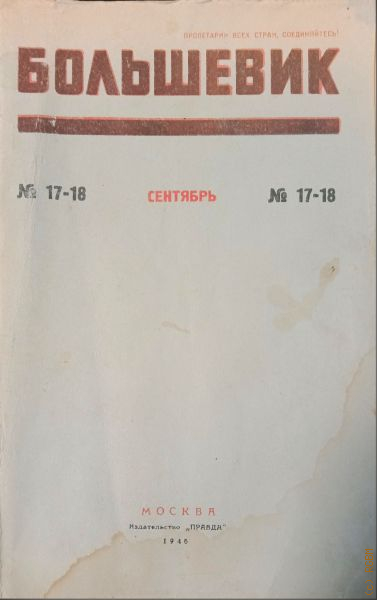 ПРОЛЕТАРИИ ВСЕХ СТРАН, СОЕДИНЯЙТЕСЬ!
БОЛЬШЕВИК
№ 17-18 СЕНТЯБРЬ № 17-18
МОСКВА
Издательство „ПРАВДА"
1946